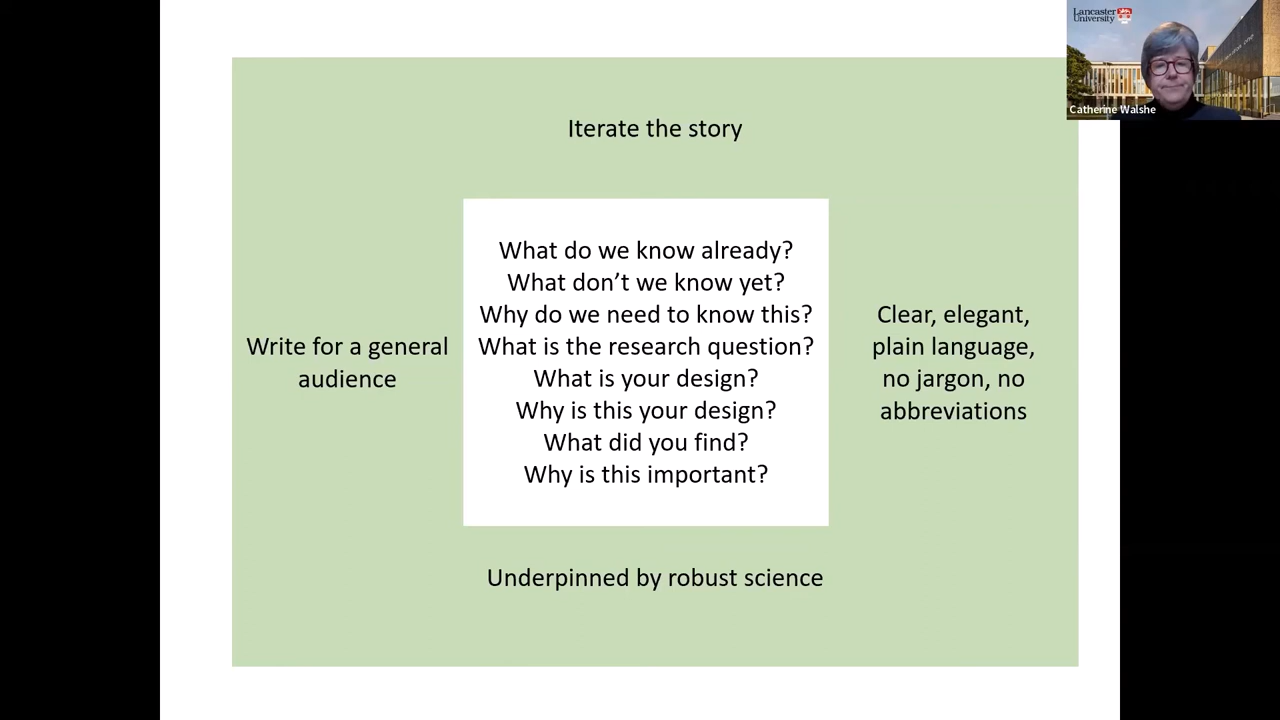 Lancaster
University
Catherine Walshe
Iterate the story
What do we know already?
What don’t we know yet?
Why do we need to know this?
What is the research question?
What is your design?
Why is this your design?
What did you find?
Why is this important?
Write for a general
audience
Clear, elegant,
plain language,
no jargon, no
abbreviations
Underpinned by robust science